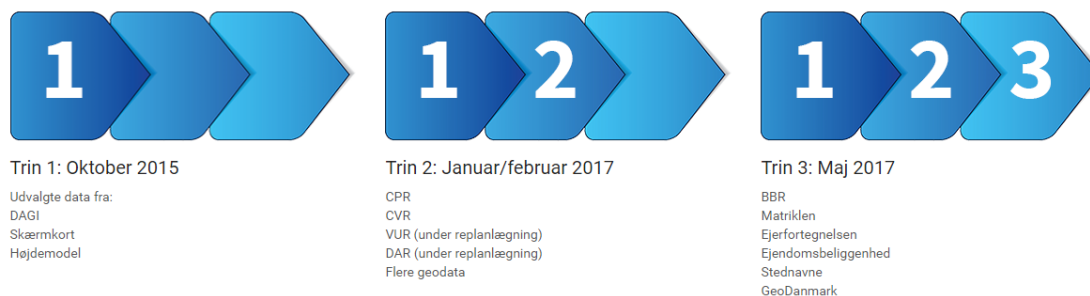 1
1 2
1 2 3
Trin 1: Oktober 2015
Udvalgte data fra:
DAGI
Skærmkort
Højdemodel
Trin 2: Januar/februar 2017
CPR
CVR
VUR (under replanlægning)
DAR (under replanlægning)
Flere geodata
Trin 3: Maj 2017
BBR
Matriklen
Ejerfortegnelsen
Ejendomsbeliggenhed
Stednavne
GeoDanmark